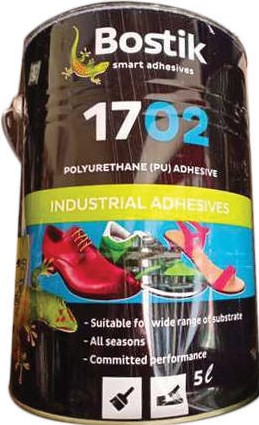 Bostik
smart adhesives
1702
POLYURETHANE (PU) ADHESIVE
INDUSTRIAL ADHESIVES
- Suitable for wide range of substrate
- All seasons
- Committed performance
5ℓ